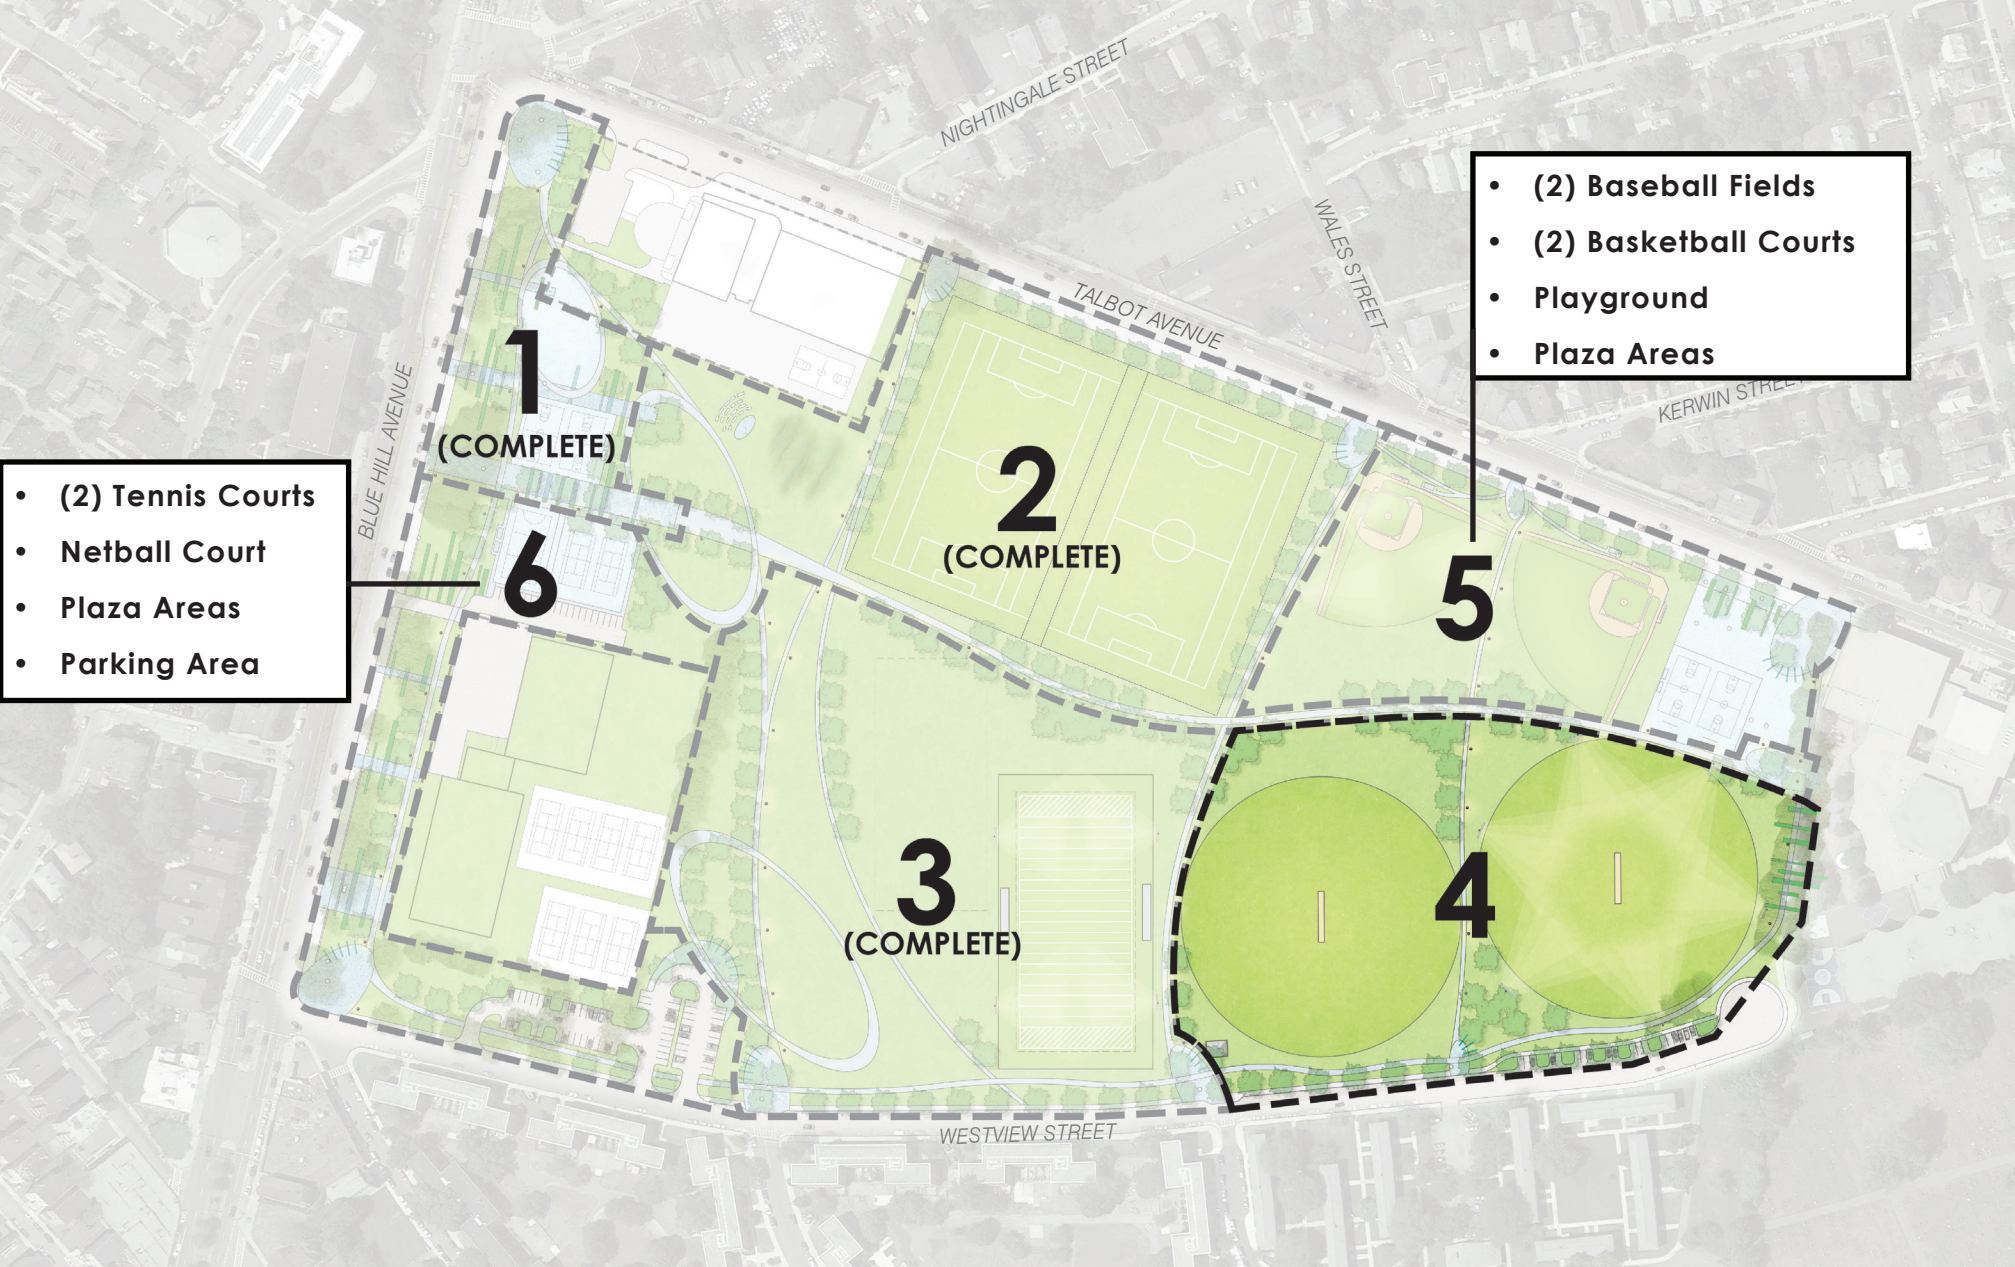 NIGHTINGALE STREET
WALES STREET
TALBOT AVENUE
• (2) Baseball Fields
• (2) Basketball Courts
• Playground
• Plaza Areas
KERWIN STREET
BLUE HILL AVENUE
1
(COMPLETE)
2
(COMPLETE)
• (2) Tennis Courts
• Netball Court
• Plaza Areas
• Parking Area
6
5
3
(COMPLETE)
4
WESTVIEW STREET